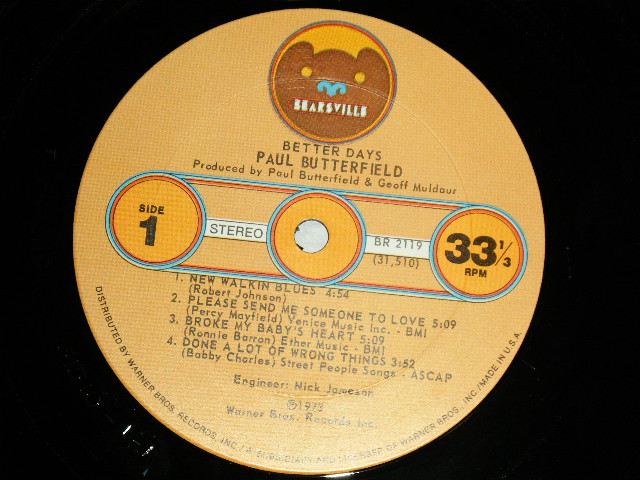 BEARSVILLE
BETTER DAYS
PAUL BUTTERFIELD
Produced by Paul Butterfield & Geoff Muldaur
SIDE
1
STEREO
BR 2119
(31,510)
33 1/3
RPM
1. NEW WALKIN BLUES 4:54
(Robert Johnson)
2. PLEASE SEND ME SOMEONE TO LOVE 5:09
(Percy Mayfield) Venice Music Inc. - BMI
3. BROKE MY BABY'S HEART 5:09
(Ronnie Barron) Ether Music - BMI
4. DONE A LOT OF WRONG THINGS 3:52
(Bobby Charles) Street People Songs - ASCAP
Engineer: Nick Jameson
℗1973
Warner Bros. Records Inc.
DISTRIBUTED BY WARNER BROS. RECORDS, INC./A SUBSIDIARY AND LICENSEE OF WARNER BROS., INC./MADE IN U.S.A.